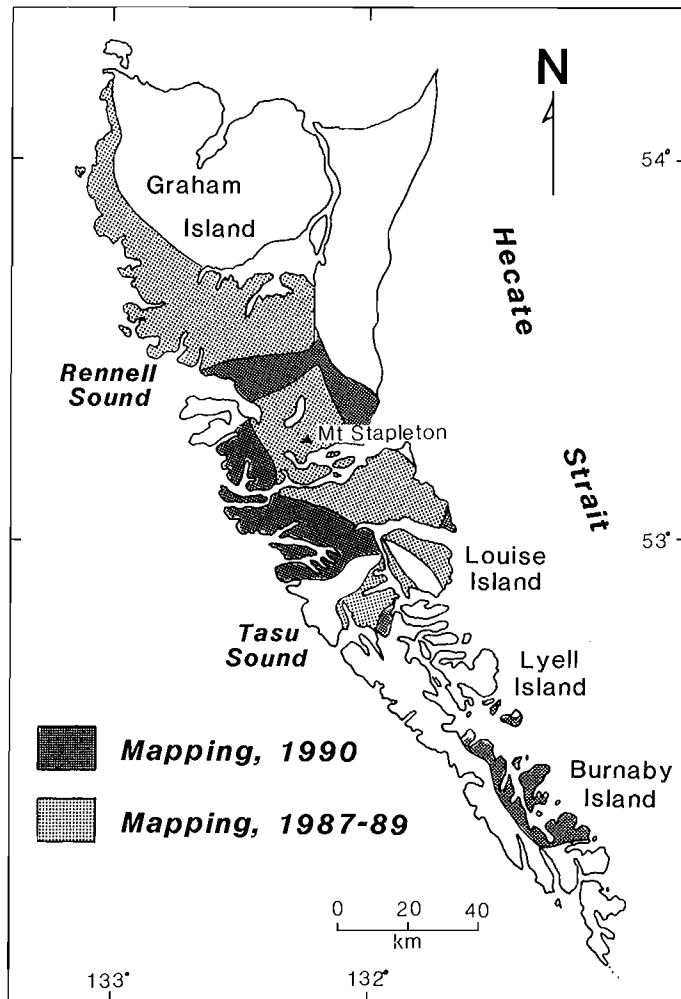 N
54°
Graham
Island
Hecate
Strait
Rennell
Sound
Mt Stapleton
53°
Louise
Island
Tasu
Sound
Lyell
Island
Mapping, 1990
Burnaby
Island
Mapping, 1987-89
0 20 40
km
133° 132°